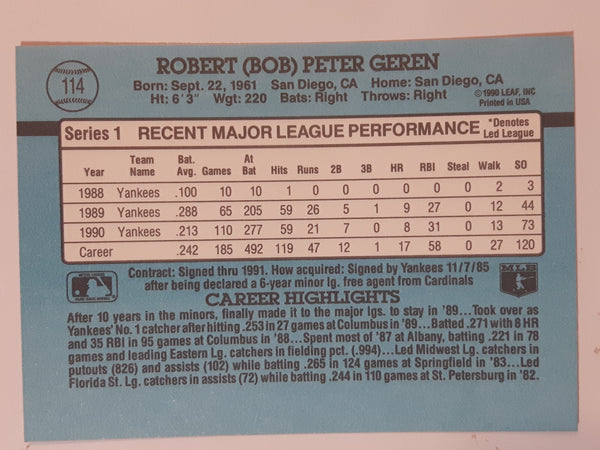 114
ROBERT (BOB) PETER GEREN
Born: Sept. 22, 1961 San Diego, CA Home: San Diego, CA
Ht: 6'3" Wgt: 220 Bats: Right Throws: Right
©1990 LEAF, INC
Printed in USA
Series 1 RECENT MAJOR LEAGUE PERFORMANCE *Denotes Led League
Year Team Name Bat. Avg. Games At Bat Hits Runs 2B 3B HR RBI Steal Walk SO
1988 Yankees .100 10 10 1 0 0 0 0 0 0 2 3
1989 Yankees .288 65 205 59 26 5 1 9 27 0 12 44
1990 Yankees .213 110 277 59 21 7 0 8 31 0 13 73
Career .242 185 492 119 47 12 1 17 58 0 27 120
Contract: Signed thru 1991. How acquired: Signed by Yankees 11/7/85
after being declared a 6-year minor lg. free agent from Cardinals
MLB
CAREER HIGHLIGHTS
After 10 years in the minors, finally made it to the major lgs. to stay in '89...Took over as
Yankees' No. 1 catcher after hitting .253 in 27 games at Columbus in '89...Batted .271 with 8 HR
and 35 RBI in 95 games at Columbus in '88...Spent most of '87 at Albany, batting .221 in 78
games and leading Eastern Lg. catchers in fielding pct. (.994)...Led Midwest Lg. catchers in
putouts (826) and assists (102) while batting .265 in 124 games at Springfield in '83...Led
Florida St. Lg. catchers in assists (72) while batting .244 in 110 games at St. Petersburg in '82.